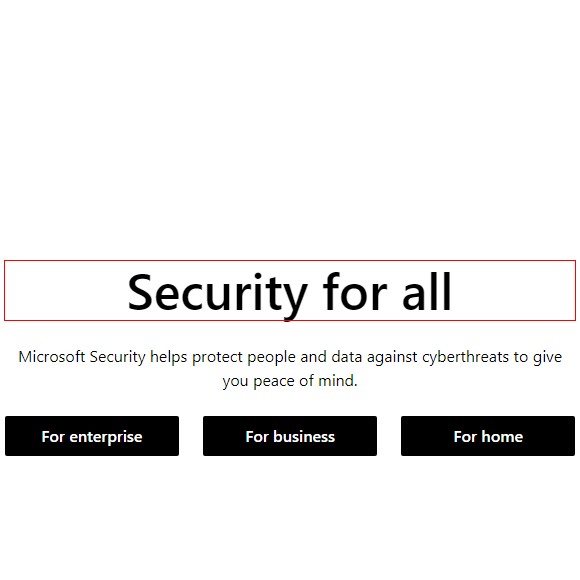 Security for all
Microsoft Security helps protect people and data against cyberthreats to give
you peace of mind.
For enterprise
For business
For home